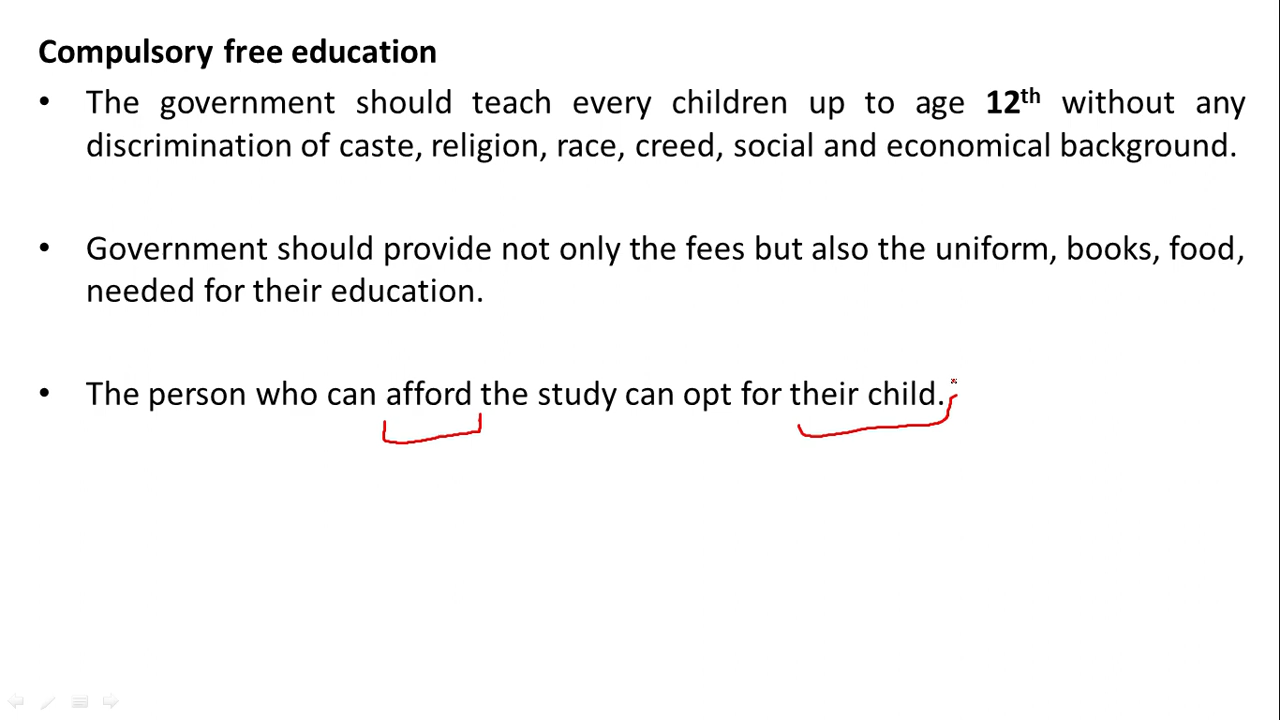 Compulsory free education
• The government should teach every children up to age 12th without any
discrimination of caste, religion, race, creed, social and economical background.
• Government should provide not only the fees but also the uniform, books, food,
needed for their education.
• The person who can afford the study can opt for their child.